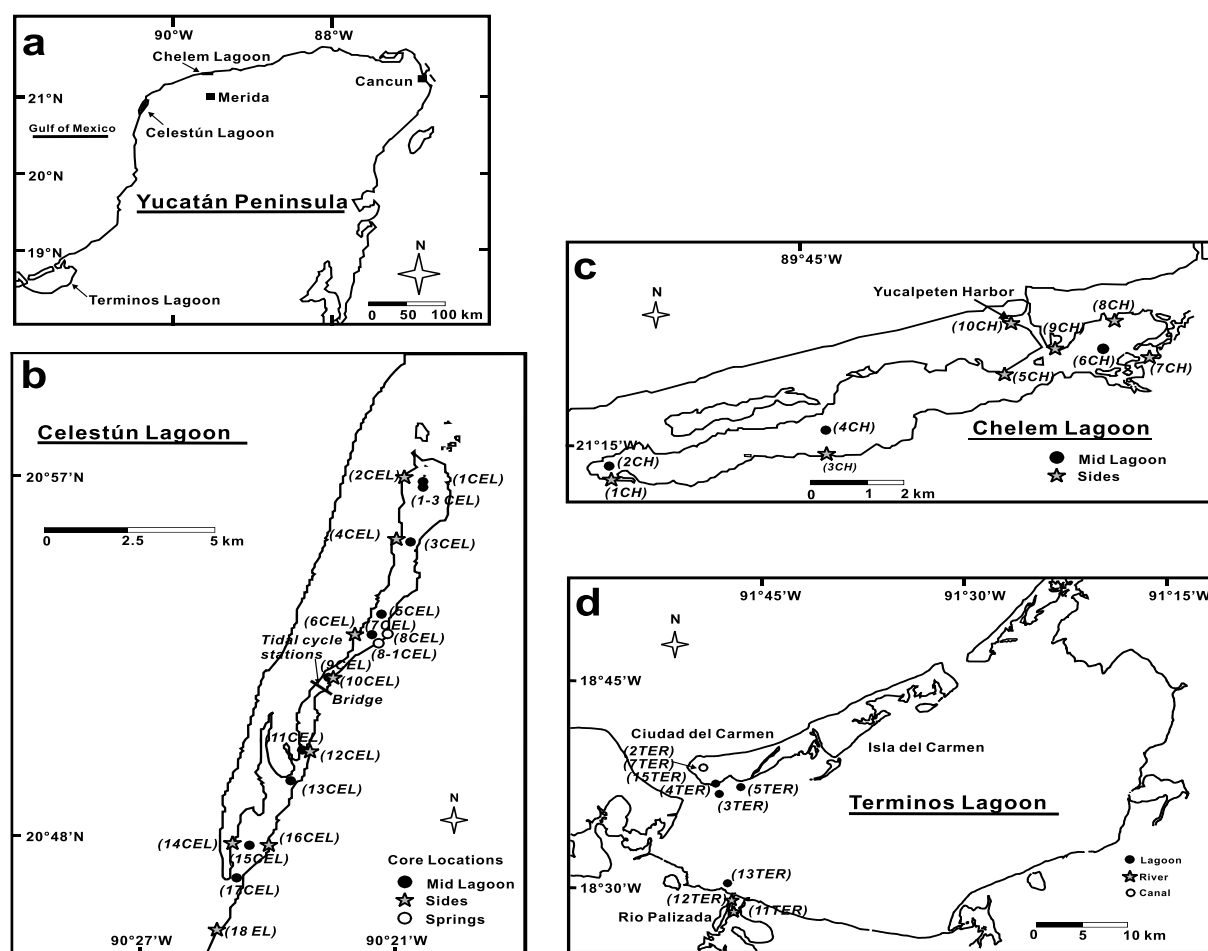 a
90°W
88°W
Chelem Lagoon
Cancun
21°N
Merida
Gulf of Mexico
Celestún Lagoon
20°N
Yucatán Peninsula
19°N
N
Terminos Lagoon
0 50 100 km
b
Celestún Lagoon
20°57’N
(2CEL)
(1CEL)
(1-3 CEL)
0 2.5 5 km
(4CEL)
(3CEL)
(5CEL)
(6CEL)
(7CEL)
(8CEL)
Tidal cycle
stations
(8-1CEL)
(9CEL)
(10CEL)
Bridge
(11CEL)
(12CEL)
(13CEL)
N
20°48’N
(14CEL)
(16CEL)
(15CEL)
Core Locations
Mid Lagoon
(17CEL)
Sides
Springs
(18 EL)
90°27’W
90°21’W
c
89°45’W
N
Yucalpeten Harbor
(8CH)
(10CH)
(9CH)
(6CH)
(7CH)
(5CH)
(4CH)
Chelem Lagoon
21°15’W
(2CH)
(3CH)
Mid Lagoon
Sides
(1CH)
0 1 2 km
d
91°45’W
91°30’W
91°15’W
N
18°45’W
Ciudad del Carmen
(2TER)
(7TER)
(15TER)
Isla del Carmen
(4TER)
(5TER)
(3TER)
Terminos Lagoon
Lagoon
River
Canal
(13TER)
18°30’W
(12TER)
(11TER)
Rio Palizada
0 5 10 km